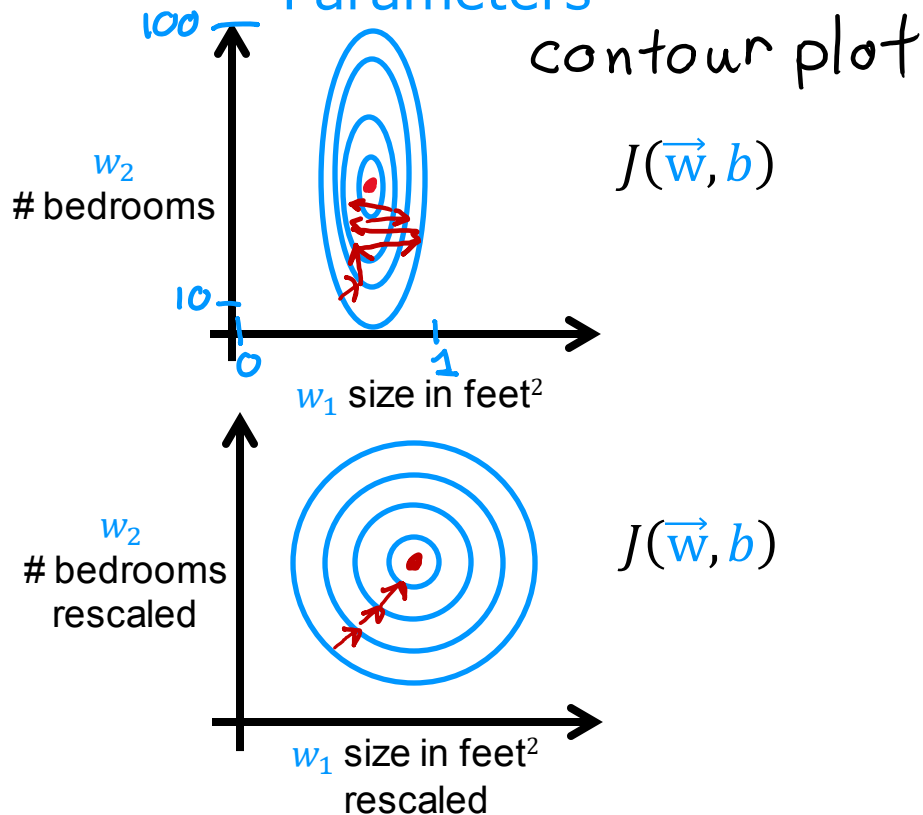 Parameters
100
contour plot
w₂
# bedrooms
J(w⃗, b)
10
0
1
w₁ size in feet²
w₂
# bedrooms
rescaled
J(w⃗, b)
w₁ size in feet²
rescaled